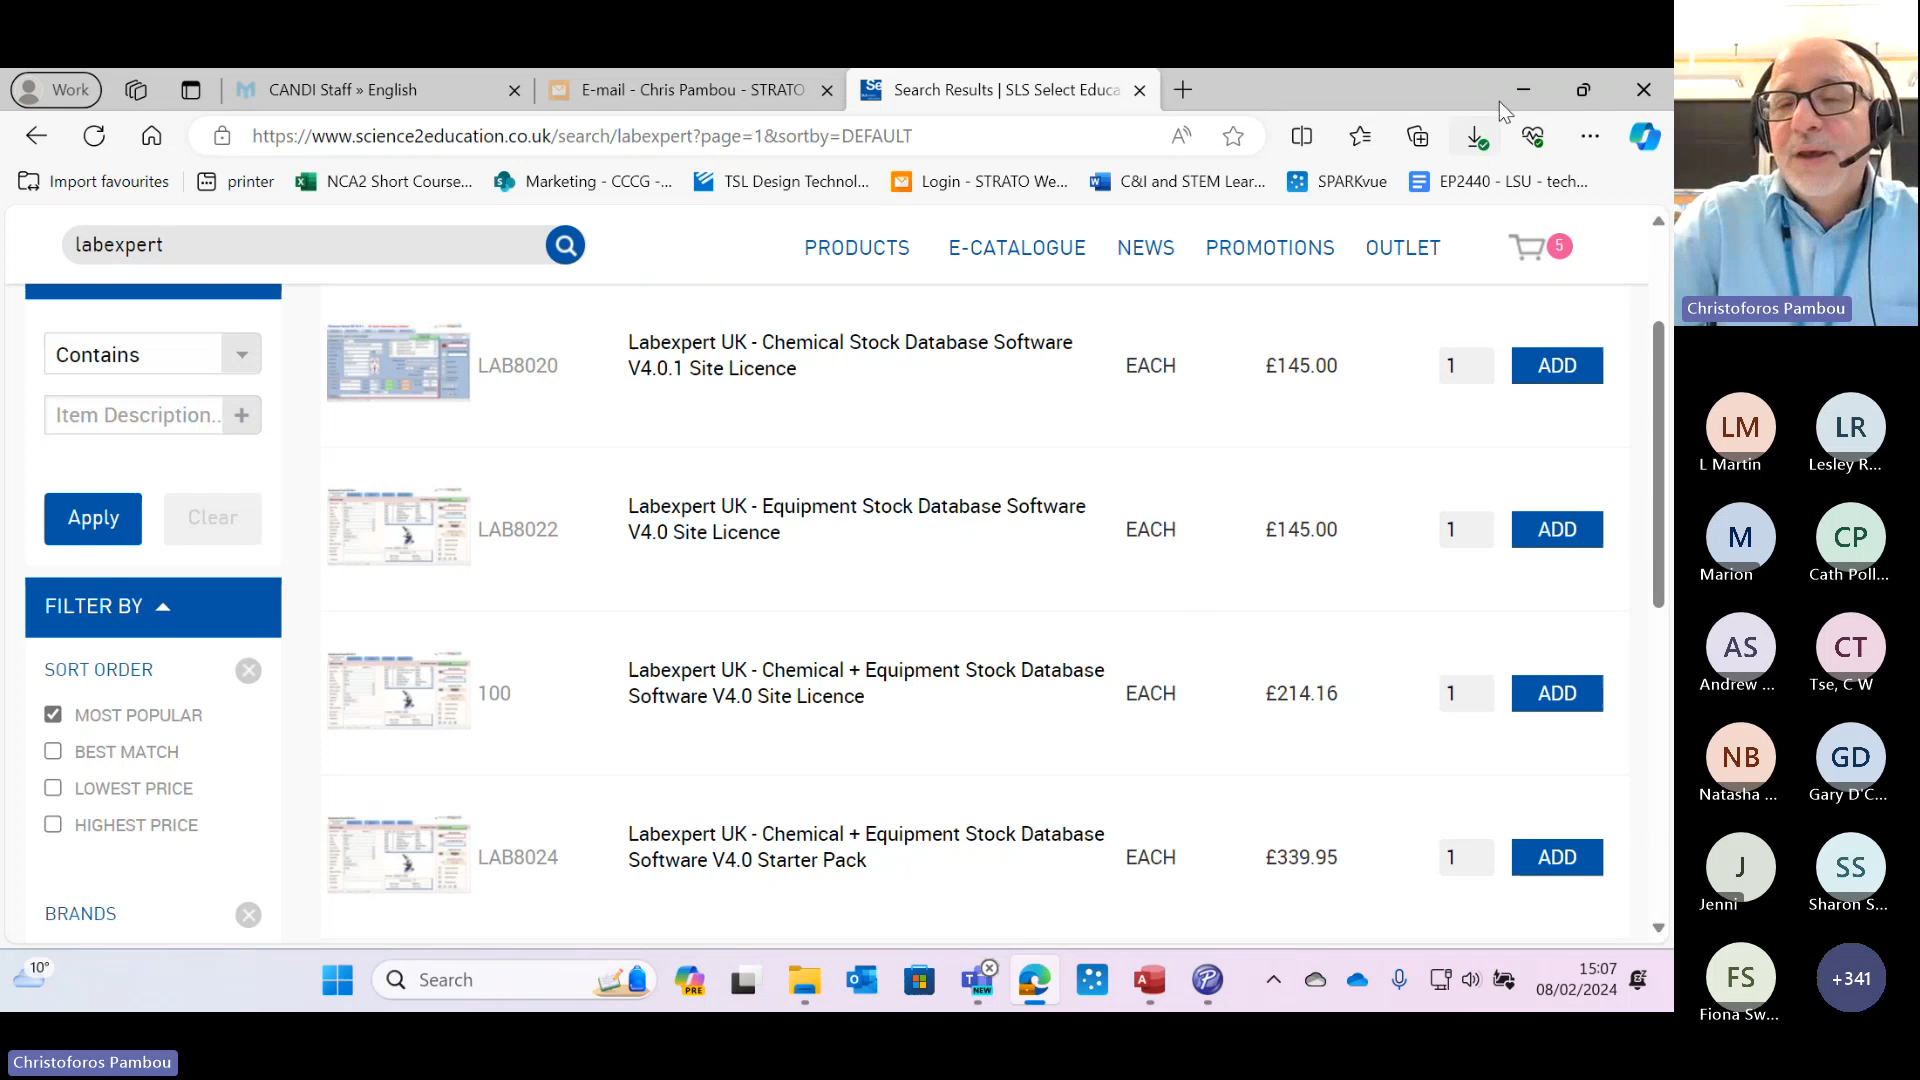 Work
CANDI Staff » English
E-mail - Chris Pambou - STRATO
Search Results | SLS Select Educa
https://www.science2education.co.uk/search/labexpert?page=1&sortby=DEFAULT
Import favourites
printer
NCA2 Short Course...
Marketing - CCCG -...
TSL Design Technol...
Login - STRATO We...
C&I and STEM Lear...
SPARKvue
EP2440 - LSU - tech...
labexpert
PRODUCTS
E-CATALOGUE
NEWS
PROMOTIONS
OUTLET
5
Contains
Item Description..
Apply
Clear
FILTER BY
SORT ORDER
MOST POPULAR
BEST MATCH
LOWEST PRICE
HIGHEST PRICE
BRANDS
LAB8020
Labexpert UK - Chemical Stock Database Software
V4.0.1 Site Licence
EACH
£145.00
1
ADD
LAB8022
Labexpert UK - Equipment Stock Database Software
V4.0 Site Licence
EACH
£145.00
1
ADD
100
Labexpert UK - Chemical + Equipment Stock Database
Software V4.0 Site Licence
EACH
£214.16
1
ADD
LAB8024
Labexpert UK - Chemical + Equipment Stock Database
Software V4.0 Starter Pack
EACH
£339.95
1
ADD
10°
Search
PRE
NEW
15:07
08/02/2024
Christoforos Pambou
Christoforos Pambou
LM
L Martin
LR
Lesley R...
M
Marion
CP
Cath Poll...
AS
Andrew ...
CT
Tse, C W
NB
Natasha ...
GD
Gary D'C...
J
Jenni
SS
Sharon S...
FS
Fiona Sw...
+341